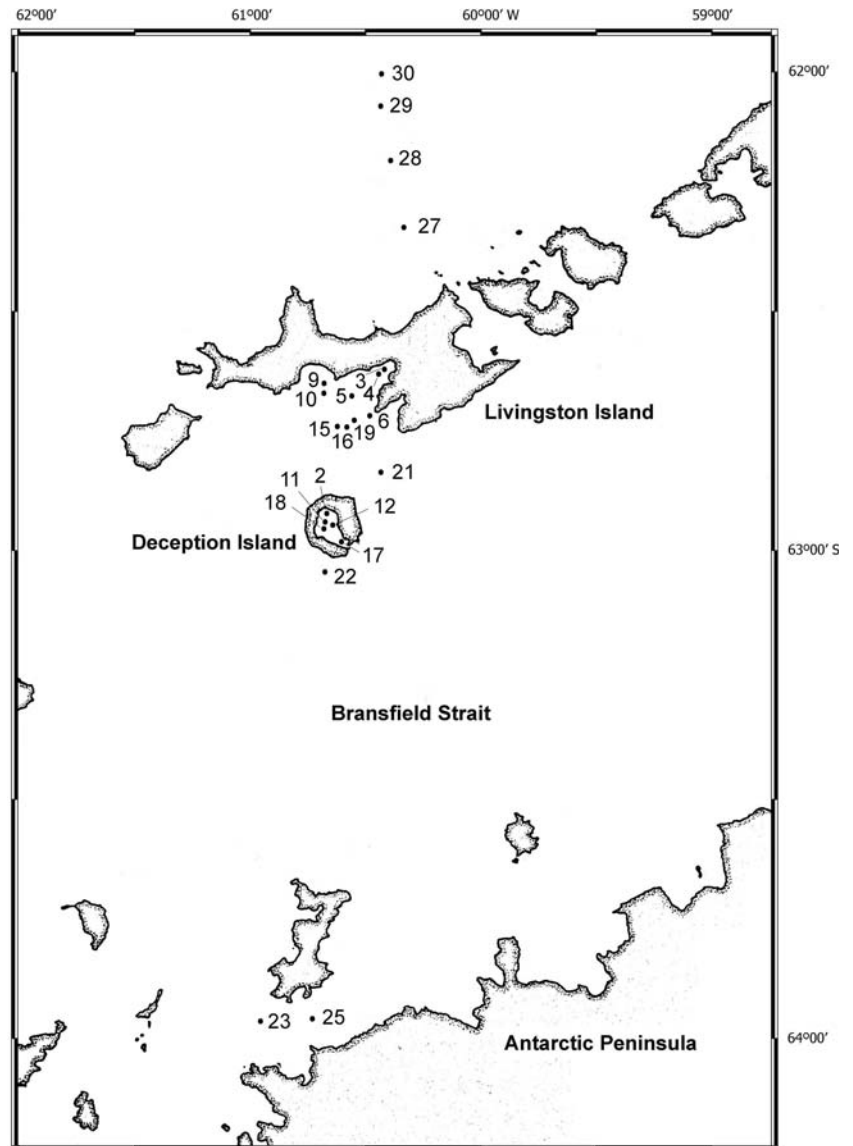 62º00' 61º00' 60º00' W 59º00'
30
62º00'
29
28
27
9
3
10
5
4
Livingston Island
6
15
16
19
21
2
11
18
12
Deception Island
17
63º00' S
22
Bransfield Strait
23
25
Antarctic Peninsula
64º00'